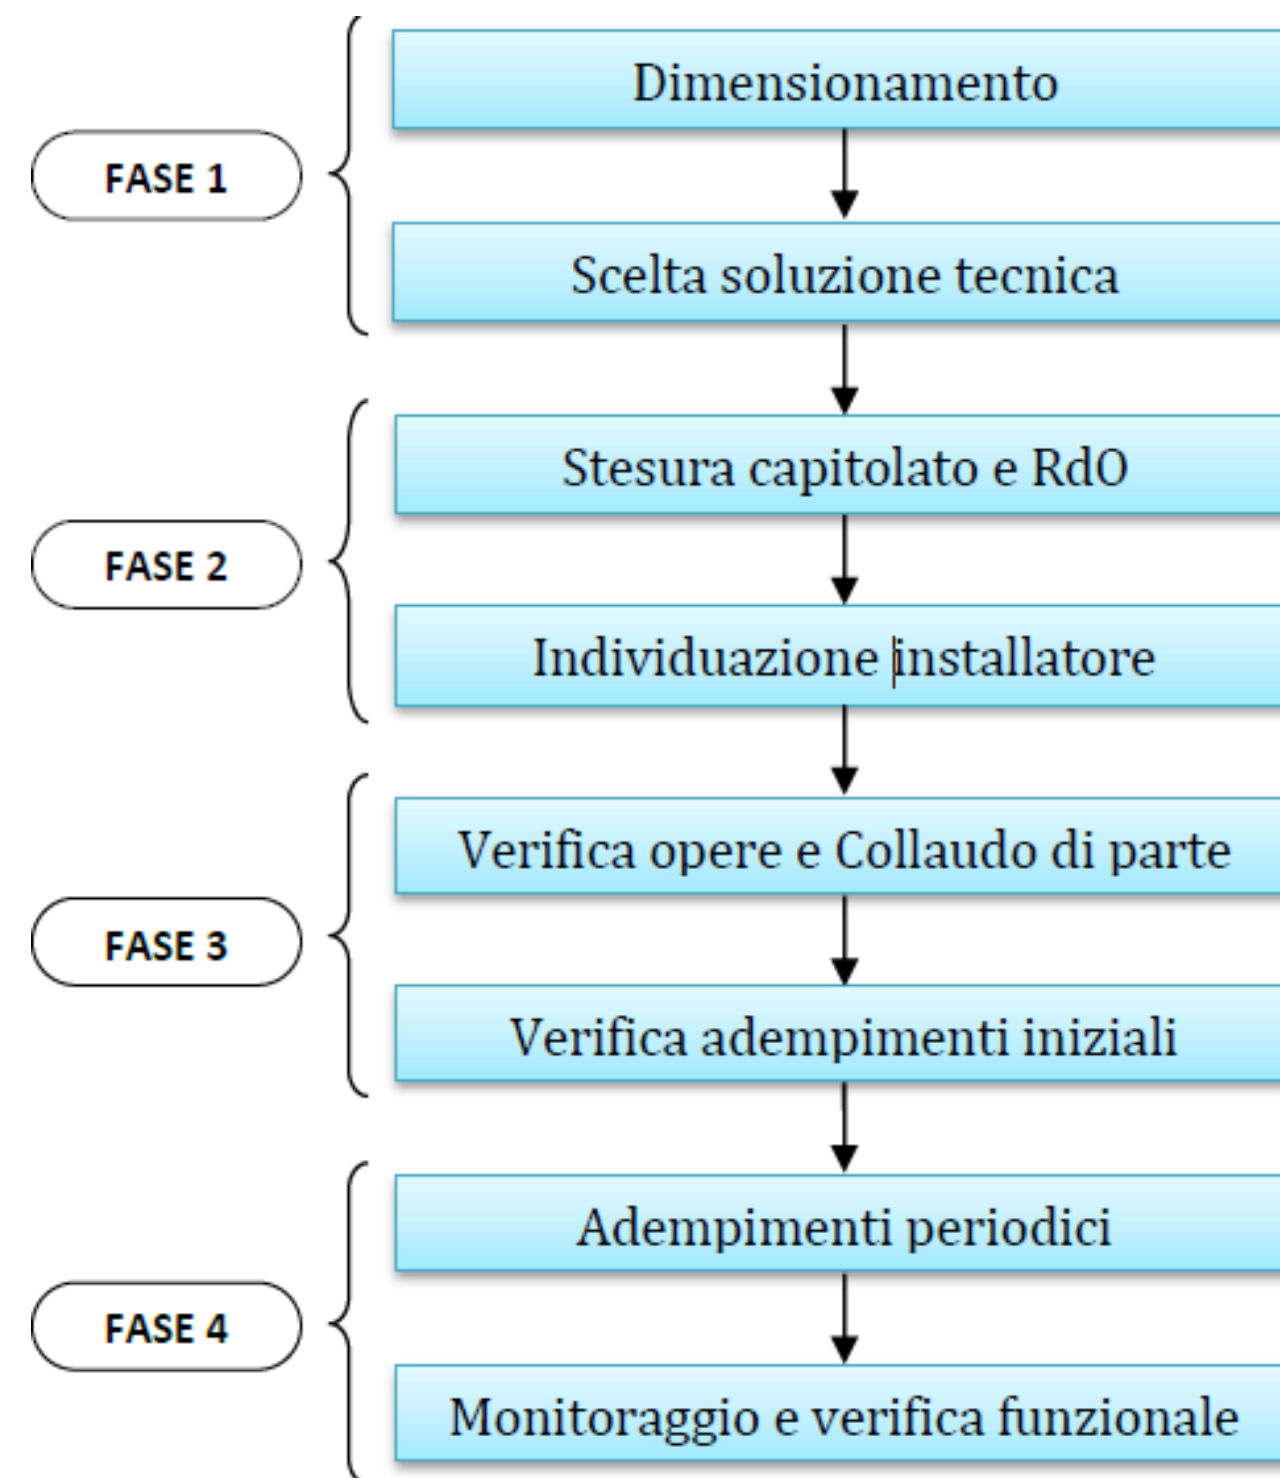 FASE 1
Dimensionamento
Scelta soluzione tecnica
FASE 2
Stesura capitolato e RdO
Individuazione installatore
FASE 3
Verifica opere e Collaudo di parte
Verifica adempimenti iniziali
FASE 4
Adempimenti periodici
Monitoraggio e verifica funzionale